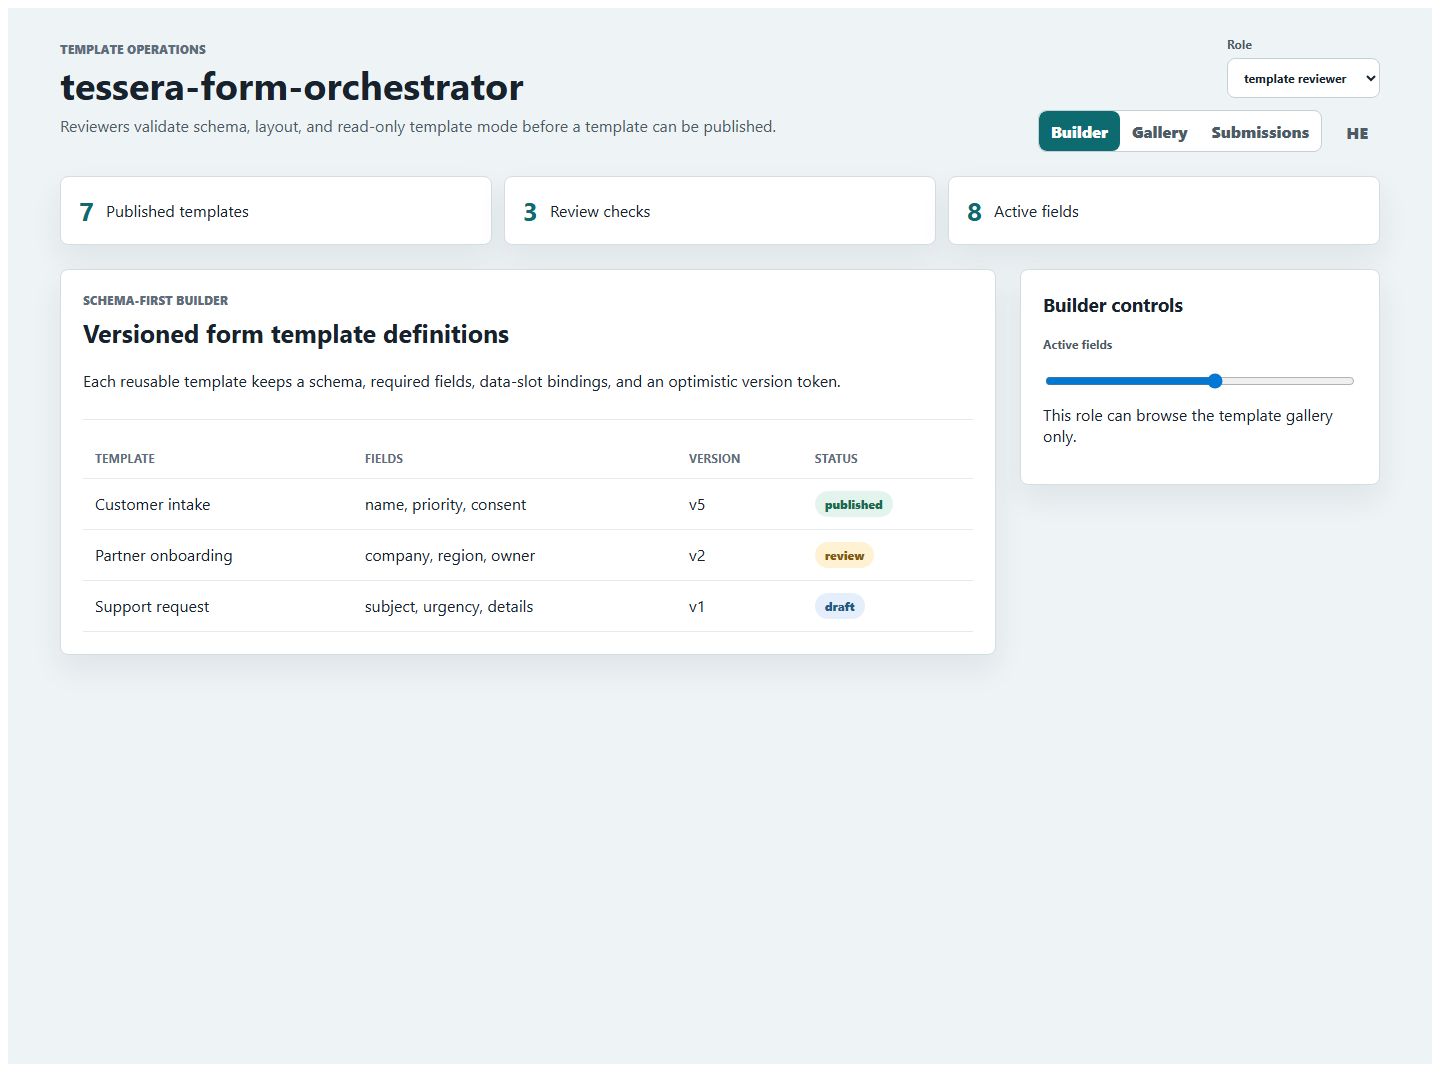 TEMPLATE OPERATIONS
tessera-form-orchestrator
Reviewers validate schema, layout, and read-only template mode before a template can be published.
Role
template reviewer
Builder Gallery Submissions HE
7 Published templates
3 Review checks
8 Active fields
SCHEMA-FIRST BUILDER
Versioned form template definitions
Each reusable template keeps a schema, required fields, data-slot bindings, and an optimistic version token.
TEMPLATE FIELDS VERSION STATUS
Customer intake name, priority, consent v5 published
Partner onboarding company, region, owner v2 review
Support request subject, urgency, details v1 draft
Builder controls
Active fields
This role can browse the template gallery
only.